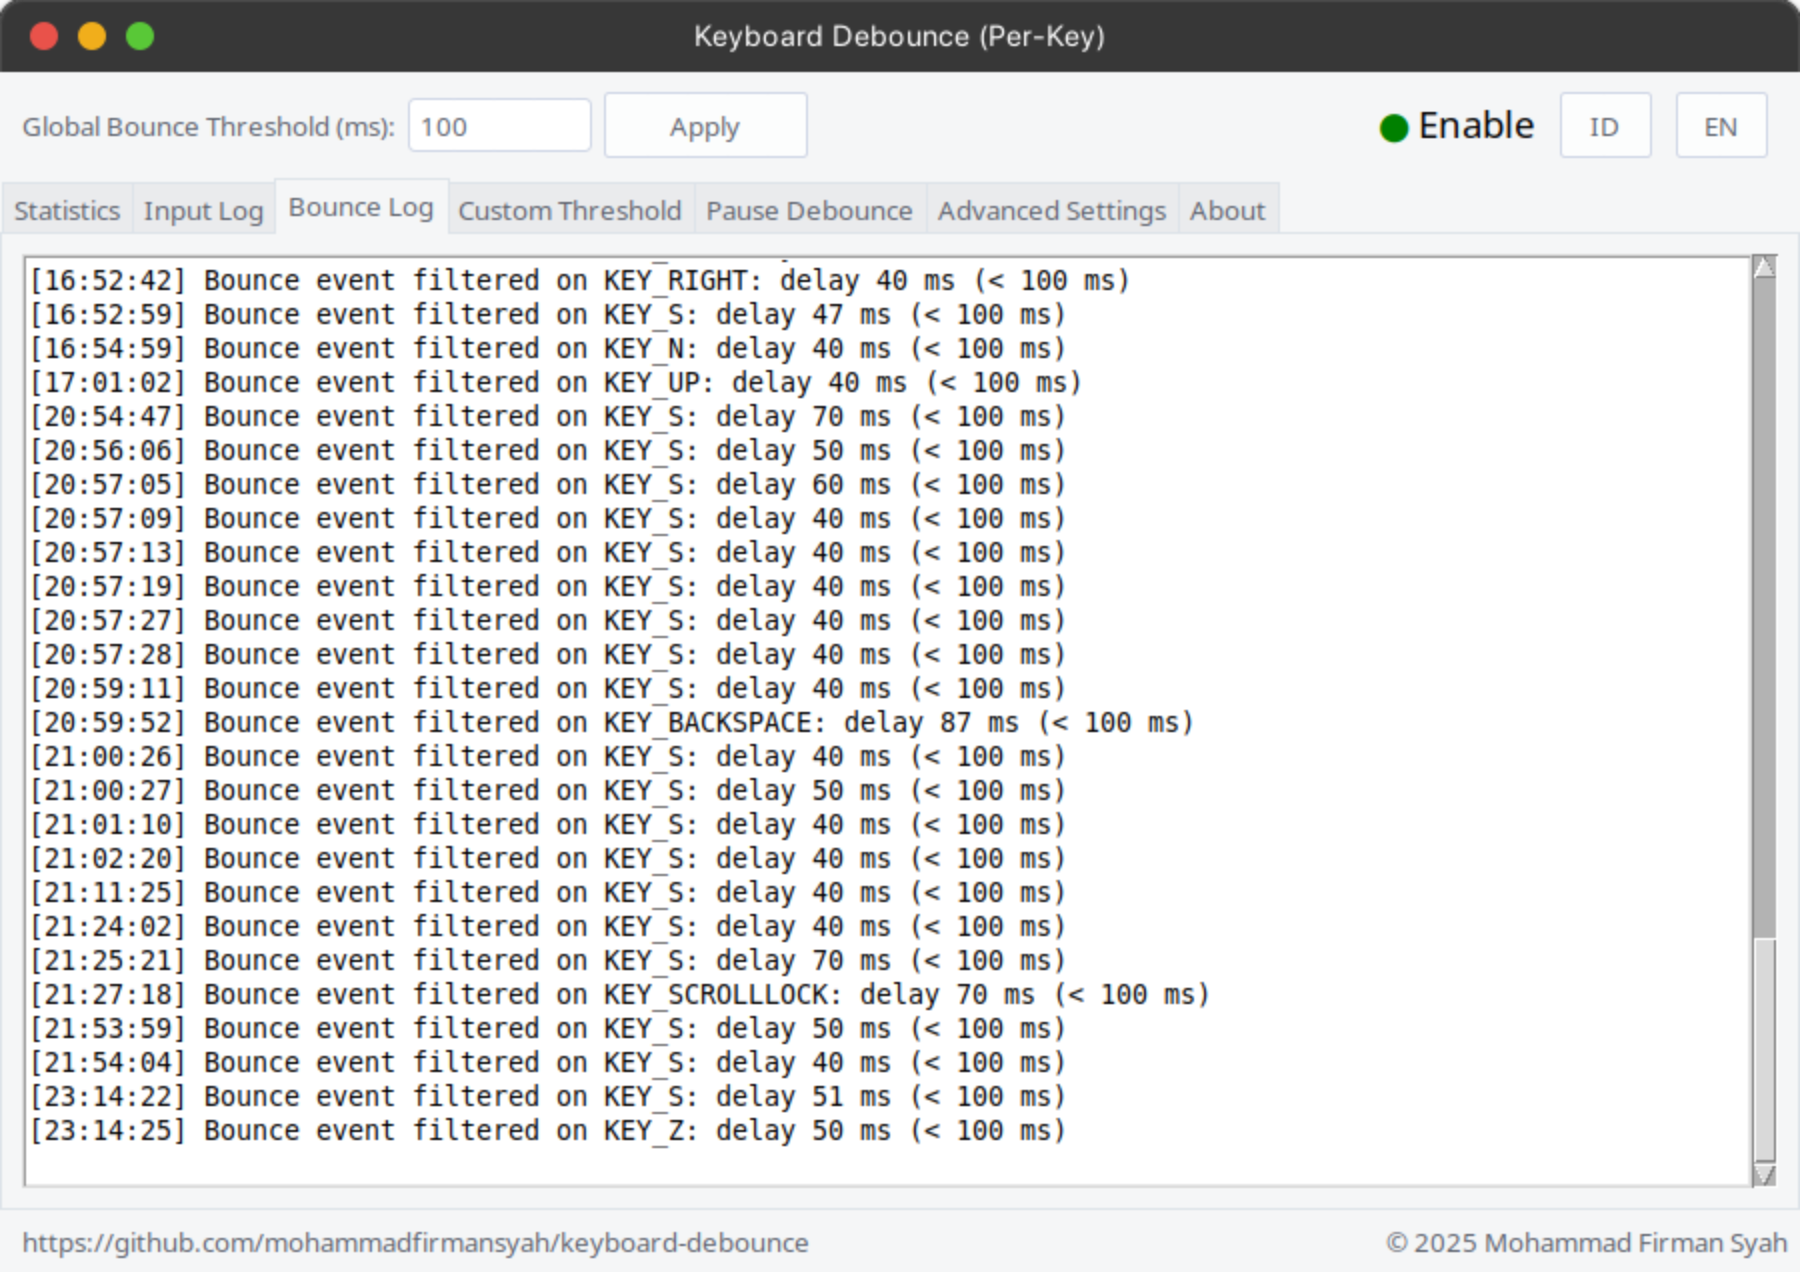 Keyboard Debounce (Per-Key)
Global Bounce Threshold (ms): 100 Apply Enable ID EN
Statistics Input Log Bounce Log Custom Threshold Pause Debounce Advanced Settings About
[16:52:42] Bounce event filtered on KEY_RIGHT: delay 40 ms (< 100 ms)
[16:52:59] Bounce event filtered on KEY_S: delay 47 ms (< 100 ms)
[16:54:59] Bounce event filtered on KEY_N: delay 40 ms (< 100 ms)
[17:01:02] Bounce event filtered on KEY_UP: delay 40 ms (< 100 ms)
[20:54:47] Bounce event filtered on KEY_S: delay 70 ms (< 100 ms)
[20:56:06] Bounce event filtered on KEY_S: delay 50 ms (< 100 ms)
[20:57:05] Bounce event filtered on KEY_S: delay 60 ms (< 100 ms)
[20:57:09] Bounce event filtered on KEY_S: delay 40 ms (< 100 ms)
[20:57:13] Bounce event filtered on KEY_S: delay 40 ms (< 100 ms)
[20:57:19] Bounce event filtered on KEY_S: delay 40 ms (< 100 ms)
[20:57:27] Bounce event filtered on KEY_S: delay 40 ms (< 100 ms)
[20:57:28] Bounce event filtered on KEY_S: delay 40 ms (< 100 ms)
[20:59:11] Bounce event filtered on KEY_S: delay 40 ms (< 100 ms)
[20:59:52] Bounce event filtered on KEY_BACKSPACE: delay 87 ms (< 100 ms)
[21:00:26] Bounce event filtered on KEY_S: delay 40 ms (< 100 ms)
[21:00:27] Bounce event filtered on KEY_S: delay 50 ms (< 100 ms)
[21:01:10] Bounce event filtered on KEY_S: delay 40 ms (< 100 ms)
[21:02:20] Bounce event filtered on KEY_S: delay 40 ms (< 100 ms)
[21:11:25] Bounce event filtered on KEY_S: delay 40 ms (< 100 ms)
[21:24:02] Bounce event filtered on KEY_S: delay 40 ms (< 100 ms)
[21:25:21] Bounce event filtered on KEY_S: delay 70 ms (< 100 ms)
[21:27:18] Bounce event filtered on KEY_SCROLLLOCK: delay 70 ms (< 100 ms)
[21:53:59] Bounce event filtered on KEY_S: delay 50 ms (< 100 ms)
[21:54:04] Bounce event filtered on KEY_S: delay 40 ms (< 100 ms)
[23:14:22] Bounce event filtered on KEY_S: delay 51 ms (< 100 ms)
[23:14:25] Bounce event filtered on KEY_Z: delay 50 ms (< 100 ms)
https://github.com/mohammadfirmansyah/keyboard-debounce © 2025 Mohammad Firman Syah